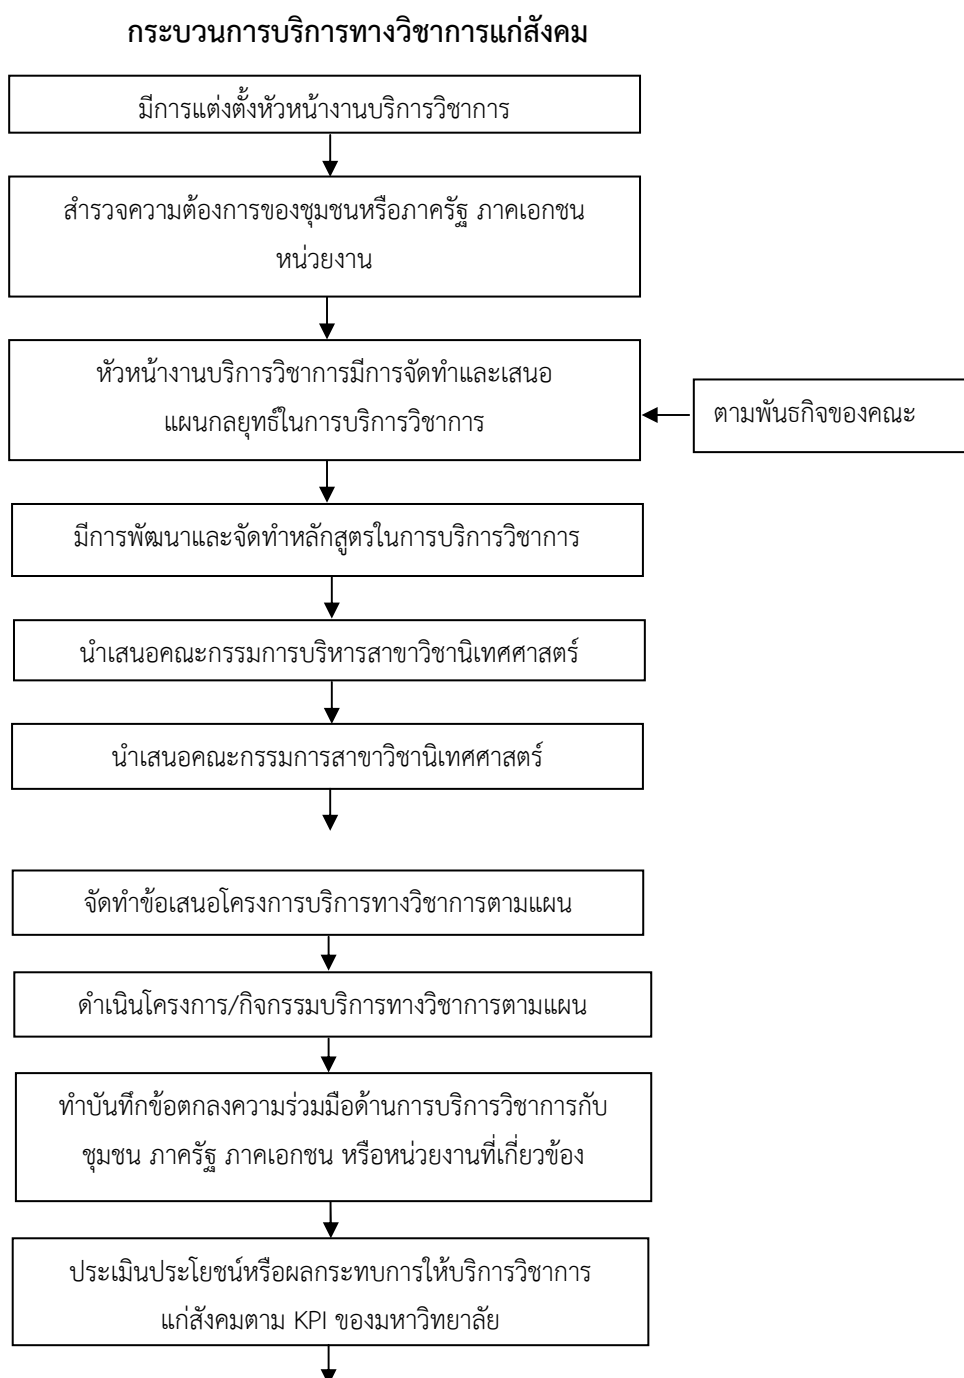 กระบวนการบริการทางวิชาการแก่สังคม
มีการแต่งตั้งหัวหน้างานบริการวิชาการ
สำรวจความต้องการของชุมชนหรือภาครัฐ ภาคเอกชน
หน่วยงาน
หัวหน้างานบริการวิชาการมีการจัดทำและเสนอ
แผนกลยุทธ์ในการบริการวิชาการ
ตามพันธกิจของคณะ
มีการพัฒนาและจัดทำหลักสูตรในการบริการวิชาการ
นำเสนอคณะกรรมการบริหารสาขาวิชานิเทศศาสตร์
นำเสนอคณะกรรมการสาขาวิชานิเทศศาสตร์
จัดทำข้อเสนอโครงการบริการทางวิชาการตามแผน
ดำเนินโครงการ/กิจกรรมบริการทางวิชาการตามแผน
ทำบันทึกข้อตกลงความร่วมมือด้านการบริการวิชาการกับ
ชุมชน ภาครัฐ ภาคเอกชน หรือหน่วยงานที่เกี่ยวข้อง
ประเมินประโยชน์หรือผลกระทบการให้บริการวิชาการ
แก่สังคมตาม KPI ของมหาวิทยาลัย